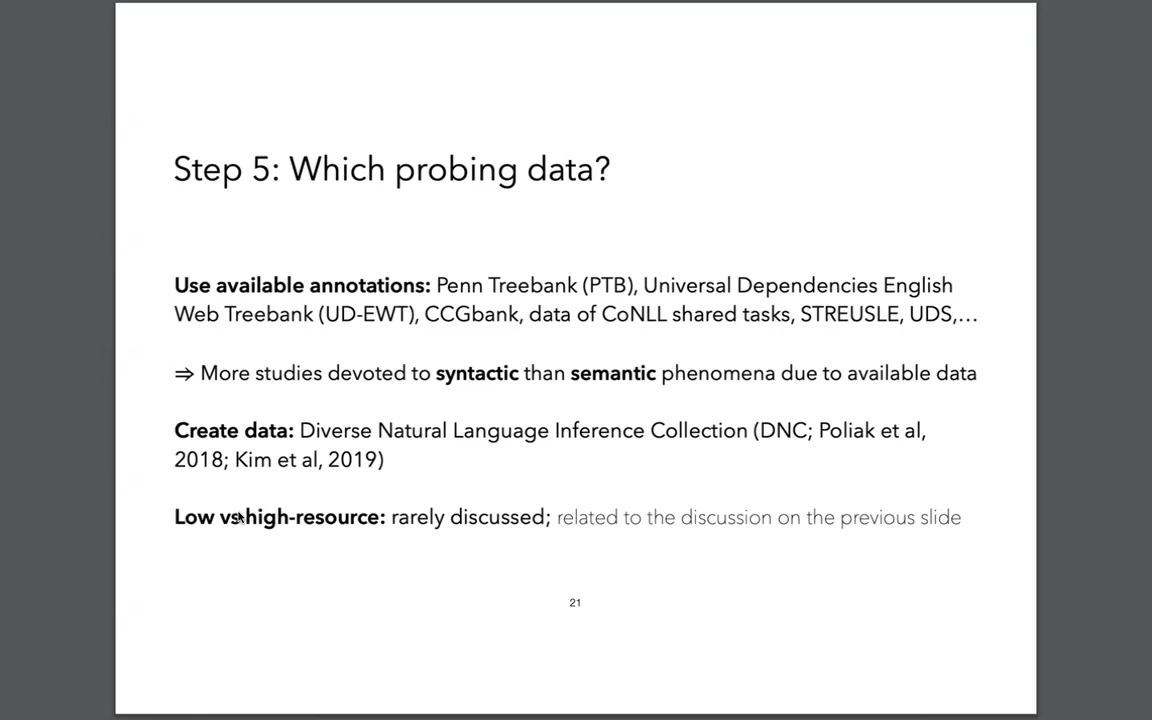 Step 5: Which probing data?
Use available annotations: Penn Treebank (PTB), Universal Dependencies English
Web Treebank (UD-EWT), CCGbank, data of CoNLL shared tasks, STREUSLE, UDS,...
⇒ More studies devoted to syntactic than semantic phenomena due to available data
Create data: Diverse Natural Language Inference Collection (DNC; Poliak et al,
2018; Kim et al, 2019)
Low vs high-resource: rarely discussed; related to the discussion on the previous slide
21